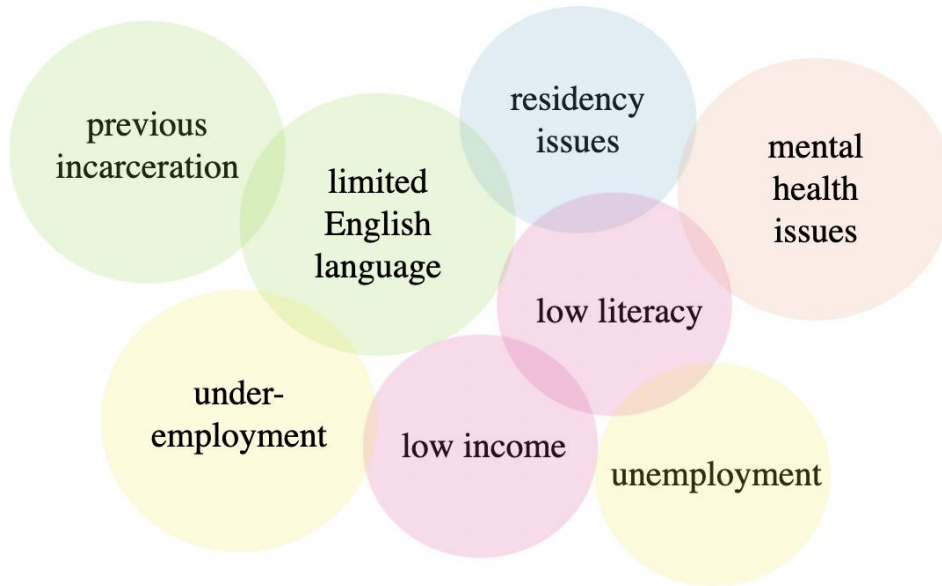 previous
incarceration
limited
English
language
residency
issues
mental
health
issues
low literacy
under-
employment
low income
unemployment